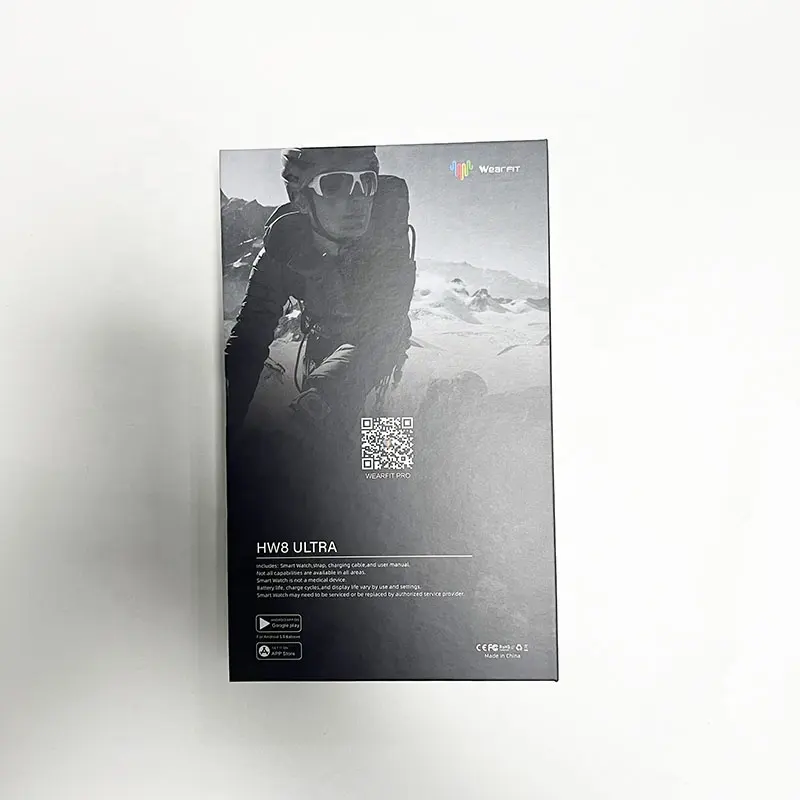 WearFIT
WEARFIT PRO
HW8 ULTRA
Includes: Smart Watch,strap, charging cable,and user manual.
Not all capabilities are available in all areas.
Smart Watch is not a medical device.
Battery life, charge cycles,and display life vary by use and settings.
Smart Watch may need to be serviced or be replaced by authorized service provider.
Google play
APP Store
CE FC RoHS
Made in China